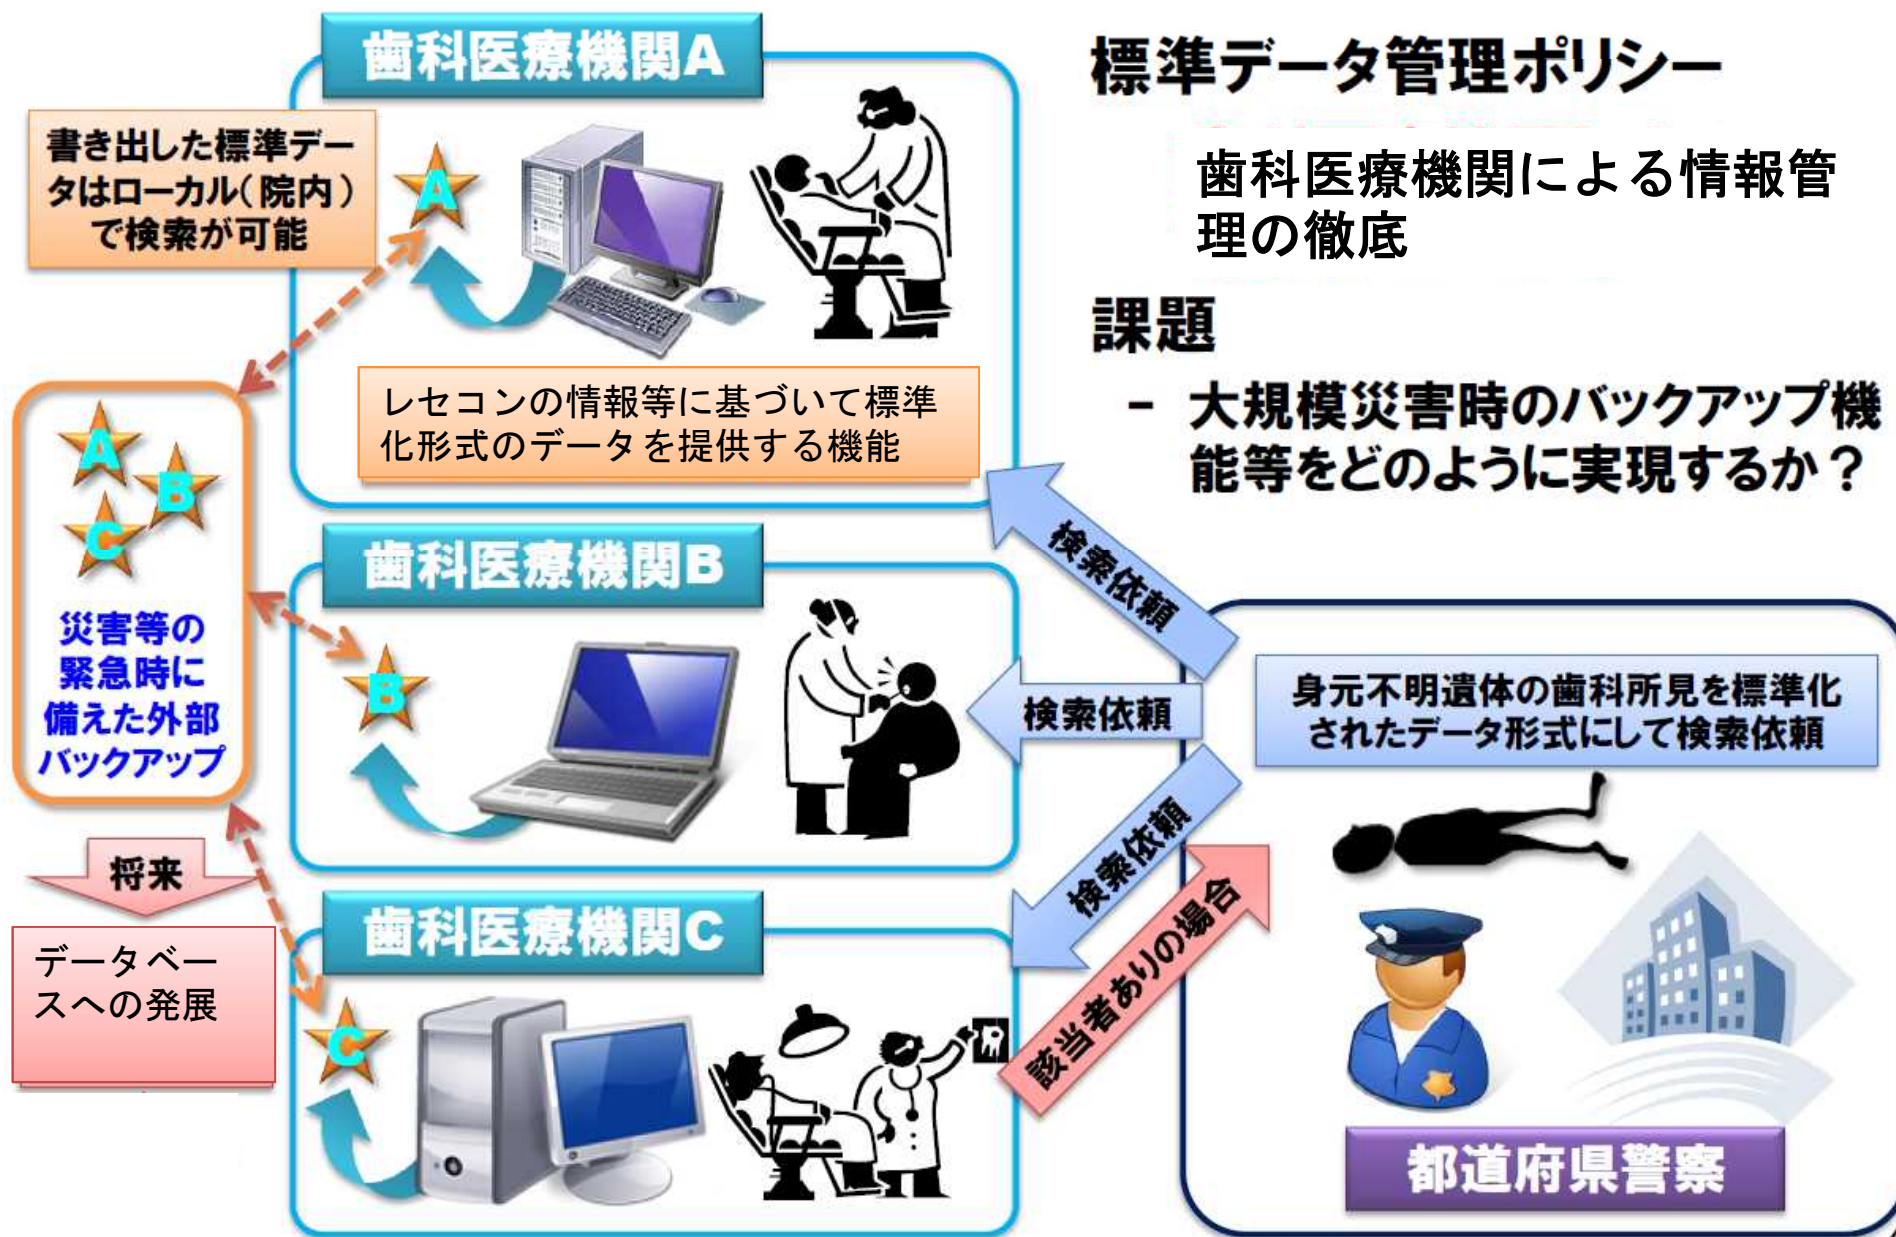 歯科医療機関A
書き出した標準デー
タはローカル(院内)
で検索が可能
A
レセコンの情報等に基づいて標準
化形式のデータを提供する機能
標準データ管理ポリシー
歯科医療機関による情報管
理の徹底
課題
- 大規模災害時のバックアップ機
能等をどのように実現するか？
A
B
C
災害等の
緊急時に
備えた外部
バックアップ
将来
データベー
スへの発展
歯科医療機関B
B
歯科医療機関C
C
検索依頼
検索依頼
検索依頼
該当者ありの場合
身元不明遺体の歯科所見を標準化
されたデータ形式にして検索依頼
都道府県警察